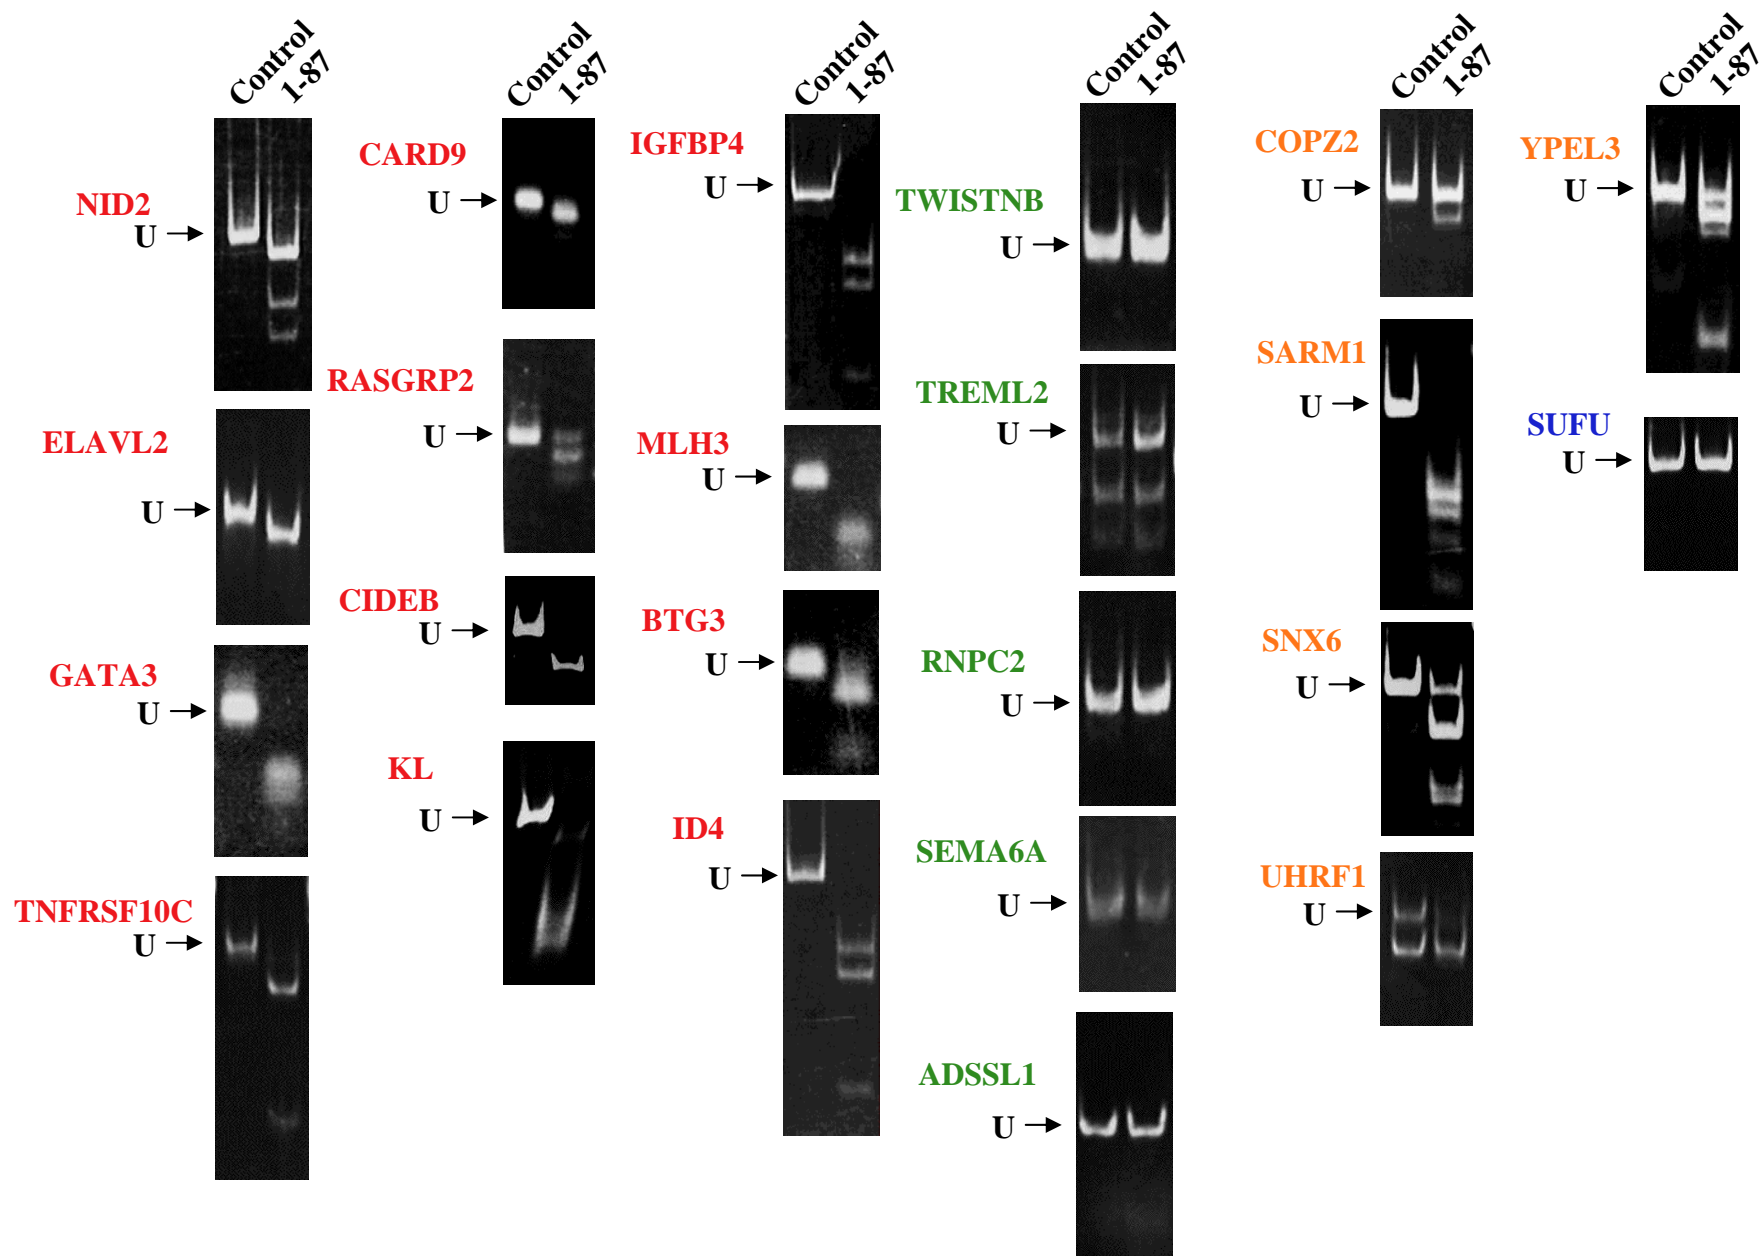 Control 1-87
NID2
U
ELAVL2
U
GATA3
U
TNFRSF10C
U
Control 1-87
CARD9
U
RASGRP2
U
CIDEB
U
KL
U
Control 1-87
IGFBP4
U
MLH3
U
BTG3
U
ID4
U
Control 1-87
TWISTNB
U
TREML2
U
RNPC2
U
SEMA6A
U
ADSSL1
U
Control 1-87
COPZ2
U
SARM1
U
SNX6
U
UHRF1
U
Control 1-87
YPEL3
U
SUFU
U